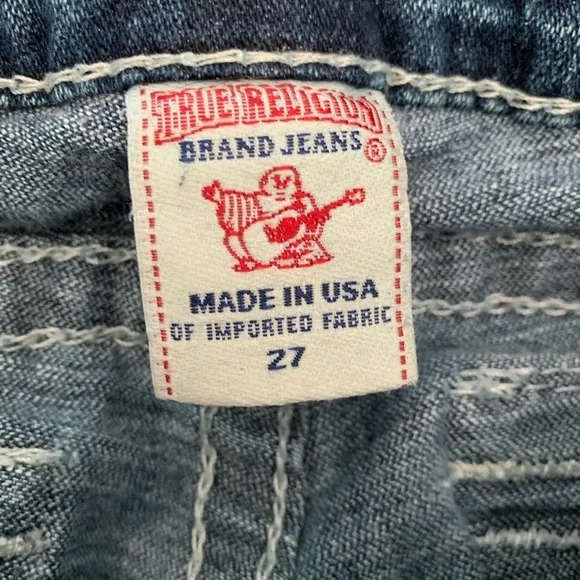 TRUE RELIGION
BRAND JEANS®
MADE IN USA
OF IMPORTED FABRIC
27